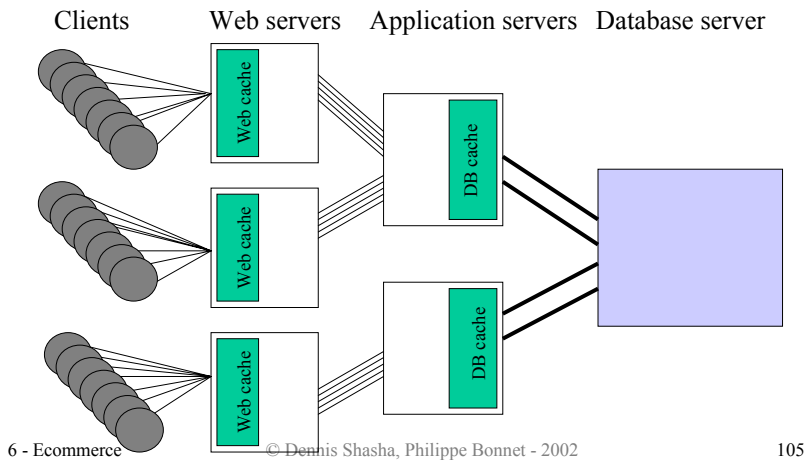 Clients Web servers Application servers Database server
Web cache
DB cache
Web cache
DB cache
Web cache
6 - Ecommerce © Dennis Shasha, Philippe Bonnet - 2002 105